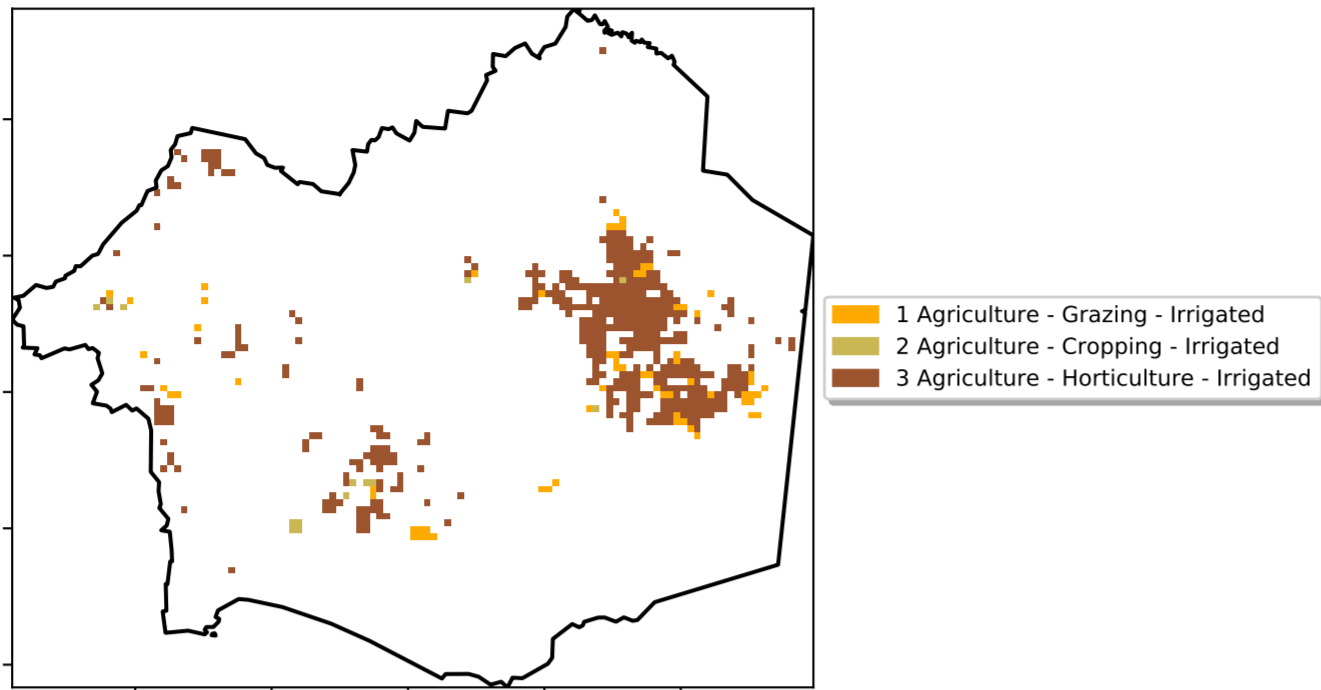 1 Agriculture - Grazing - Irrigated
2 Agriculture - Cropping - Irrigated
3 Agriculture - Horticulture - Irrigated